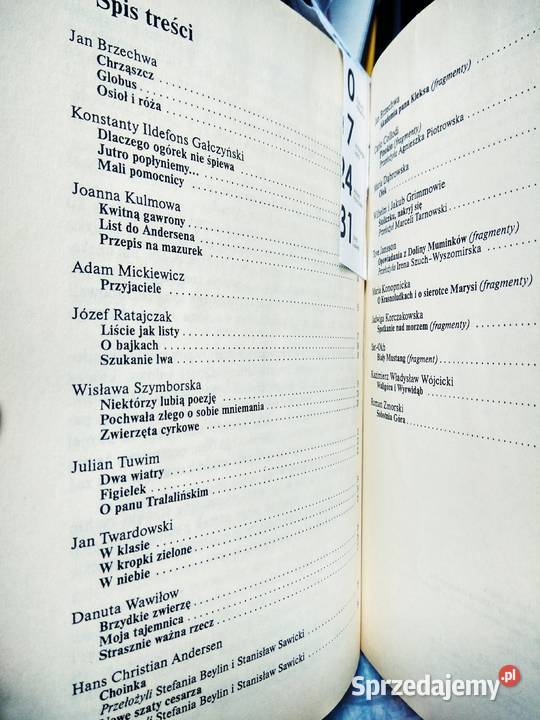 Spis treści
Jan Brzechwa
Chrząszcz
Globus
Osioł i róża
Konstanty Ildefons Gałczyński
Dlaczego ogórek nie śpiewa
Jutro popłyniemy...
Mali pomocnicy
Joanna Kulmowa
Kwitną gawrony
List do Andersena
Przepis na mazurek
Adam Mickiewicz
Przyjaciele
Józef Ratajczak
Liście jak listy
O bajkach
Szukanie lwa
Wisława Szymborska
Niektórzy lubią poezję
Pochwała złego o sobie mniemania
Zwierzęta cyrkowe
Julian Tuwim
Dwa wiatry
Figielek
O panu Tralalińskim
Jan Twardowski
W klasie
W kropki zielone
W niebie
Danuta Wawiłow
Brzydkie zwierzę
Moja tajemnica
Strasznie ważna rzecz
Hans Christian Andersen
Choinka
Przełożyli Stefania Beylin i Stanisław Sawicki
Nowe szaty cesarza
Przełożyli Stefania Beylin i Stanisław Sawicki
0
7
24
31
Jan Brzechwa
Akademia pana Kleksa (fragmenty)
Carlo Collodi
Pinokio (fragmenty)
Przełożyła Agnieszka Piotrowska
Maria Dąbrowska
Wilhelm i Jakub Grimmowie
Stoliczku, nakryj się
Przełożył Marceli Tarnowski
Tove Jansson
Opowiadania z Doliny Muminków (fragmenty)
Przełożyła Irena Szuch-Wyszomirska
Maria Konopnicka
O krasnoludkach i o sierotce Marysi (fragmenty)
Jadwiga Korczakowska
Spotkanie nad morzem (fragmenty)
Sat-Okh
Biały Mustang (fragment)
Kazimierz Władysław Wójcicki
Waligóra i Wyrwidąb
Roman Zmorski
Sobotnia Góra
Sprzedajemy.pl